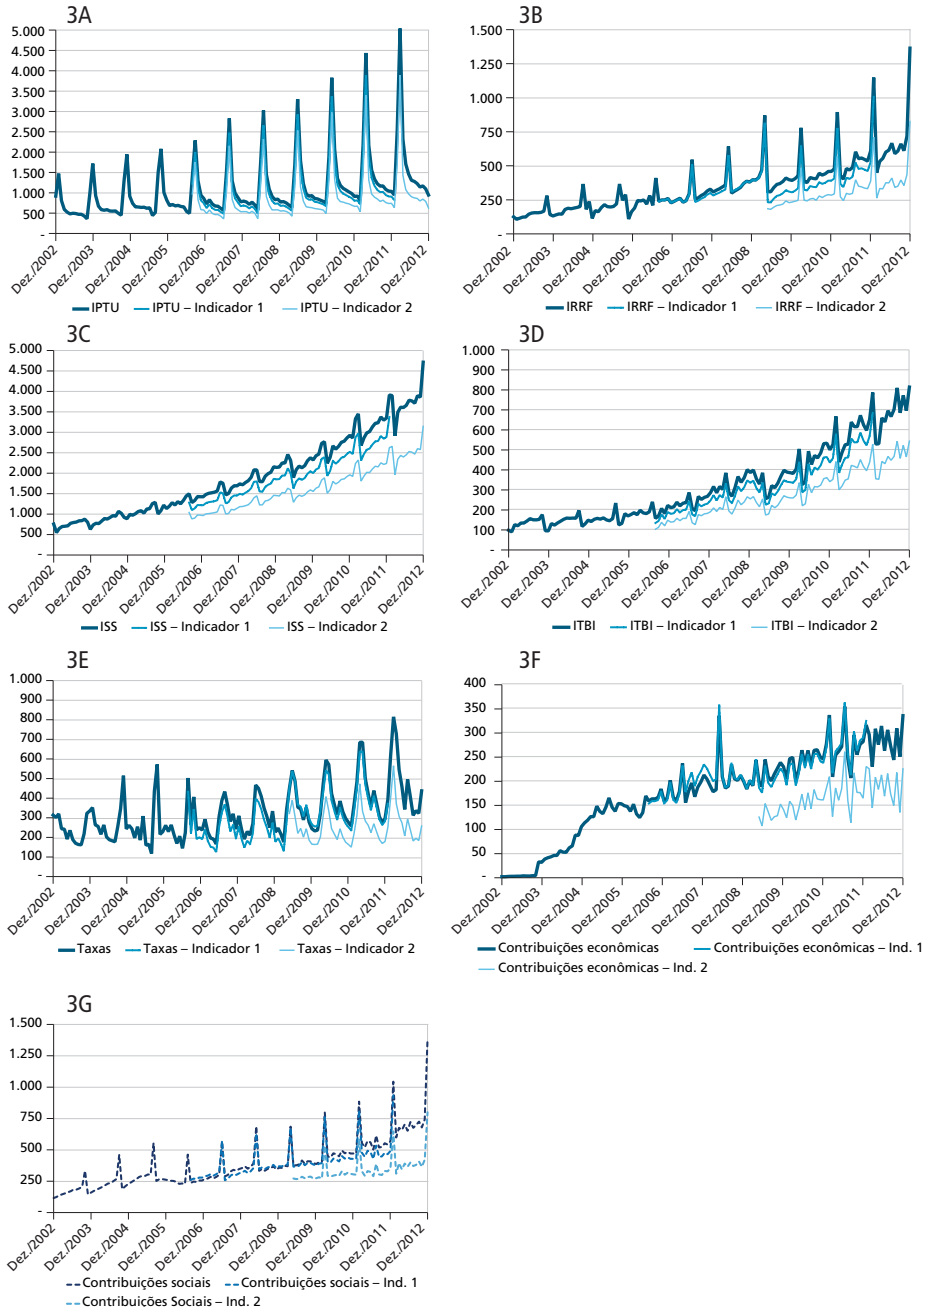 3A
5.000
4.500
4.000
3.500
3.000
2.500
2.000
1.500
1.000
500
-
Dez./2002
Dez./2003
Dez./2004
Dez./2005
Dez./2006
Dez./2007
Dez./2008
Dez./2009
Dez./2010
Dez./2011
Dez./2012
IPTU IPTU – Indicador 1 IPTU – Indicador 2
3B
1.500
1.250
1.000
750
500
250
-
Dez./2002
Dez./2003
Dez./2004
Dez./2005
Dez./2006
Dez./2007
Dez./2008
Dez./2009
Dez./2010
Dez./2011
Dez./2012
IRRF IRRF – Indicador 1 IRRF – Indicador 2
3C
5.000
4.500
4.000
3.500
3.000
2.500
2.000
1.500
1.000
500
-
Dez./2002
Dez./2003
Dez./2004
Dez./2005
Dez./2006
Dez./2007
Dez./2008
Dez./2009
Dez./2010
Dez./2011
Dez./2012
ISS ISS – Indicador 1 ISS – Indicador 2
3D
1.000
900
800
700
600
500
400
300
200
100
-
Dez./2002
Dez./2003
Dez./2004
Dez./2005
Dez./2006
Dez./2007
Dez./2008
Dez./2009
Dez./2010
Dez./2011
Dez./2012
ITBI ITBI – Indicador 1 ITBI – Indicador 2
3E
1.000
900
800
700
600
500
400
300
200
100
-
Dez./2002
Dez./2003
Dez./2004
Dez./2005
Dez./2006
Dez./2007
Dez./2008
Dez./2009
Dez./2010
Dez./2011
Dez./2012
Taxas Taxas – Indicador 1 Taxas – Indicador 2
3F
400
350
300
250
200
150
100
50
-
Dez./2002
Dez./2003
Dez./2004
Dez./2005
Dez./2006
Dez./2007
Dez./2008
Dez./2009
Dez./2010
Dez./2011
Dez./2012
Contribuições econômicas Contribuições econômicas – Ind. 1
Contribuições econômicas – Ind. 2
3G
1.500
1.250
1.000
750
500
250
-
Dez./2002
Dez./2003
Dez./2004
Dez./2005
Dez./2006
Dez./2007
Dez./2008
Dez./2009
Dez./2010
Dez./2011
Dez./2012
Contribuições sociais Contribuições sociais – Ind. 1
Contribuições Sociais – Ind. 2